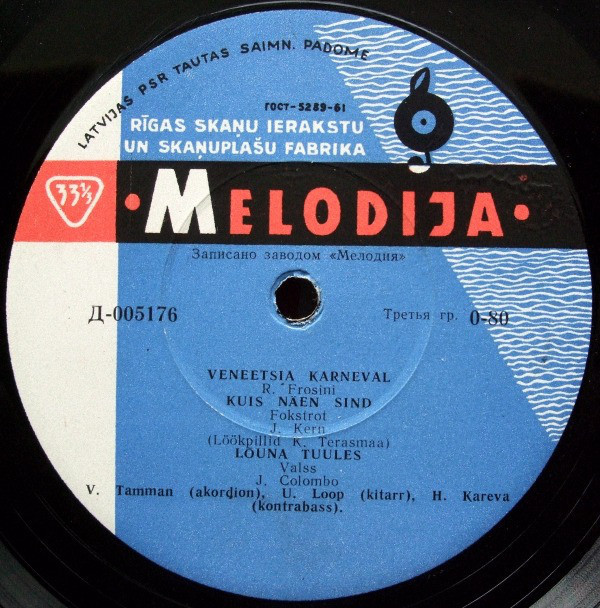 LATVIJAS PSR TAUTAS SAIMN. PADOME
ГОСТ-5289-61
RĪGAS SKAŅU IERAKSTU
UN SKAŅUPLAŠU FABRIKA
33⅓
·MELODIJA·
Записано заводом «Мелодия»
Д-005176
Третья гр. 0-80
VENEETSIA KARNEVAL
R. Frosini
KUIS NÄEN SIND
Fokstrot
J. Kern
(Löökpillid K. Terasmaa)
LÕUNA TUULES
Valss
J. Colombo
V. Tamman (akordion), U. Loop (kitarr), H. Kareva
(kontrabass).